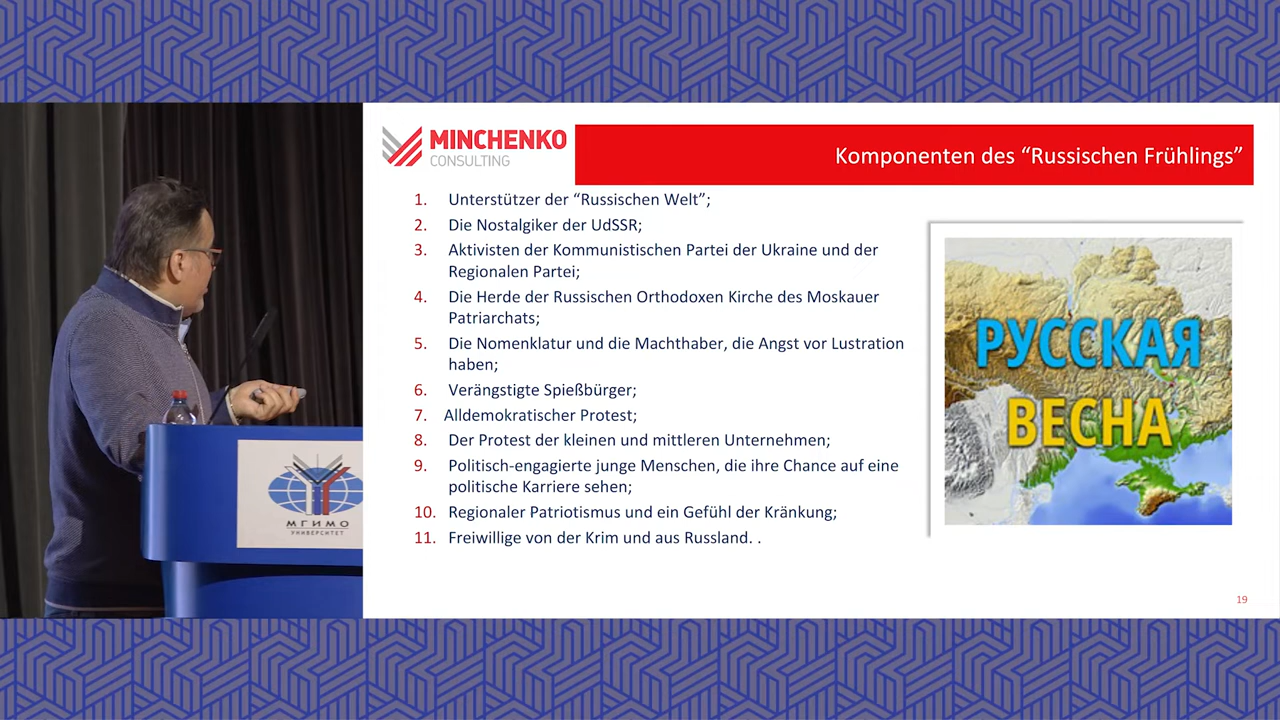 MINCHENKO
CONSULTING
Komponenten des “Russischen Frühlings”
1. Unterstützer der “Russischen Welt”;
2. Die Nostalgiker der UdSSR;
3. Aktivisten der Kommunistischen Partei der Ukraine und der
Regionalen Partei;
4. Die Herde der Russischen Orthodoxen Kirche des Moskauer
Patriarchats;
5. Die Nomenklatur und die Machthaber, die Angst vor Lustration
haben;
6. Verängstigte Spießbürger;
7. Alldemokratischer Protest;
8. Der Protest der kleinen und mittleren Unternehmen;
9. Politisch-engagierte junge Menschen, die ihre Chance auf eine
politische Karriere sehen;
10. Regionaler Patriotismus und ein Gefühl der Kränkung;
11. Freiwillige von der Krim und aus Russland. .
РУССКАЯ
ВЕСНА
19
МГИМО
УНИВЕРСИТЕТ